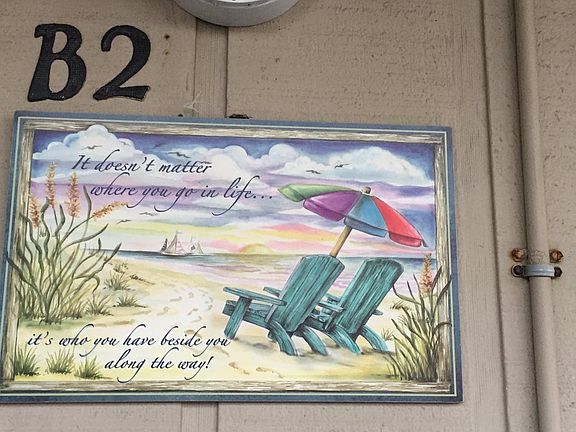 B2
It doesn't matter
where you go in life...
it's who you have beside you
along the way!